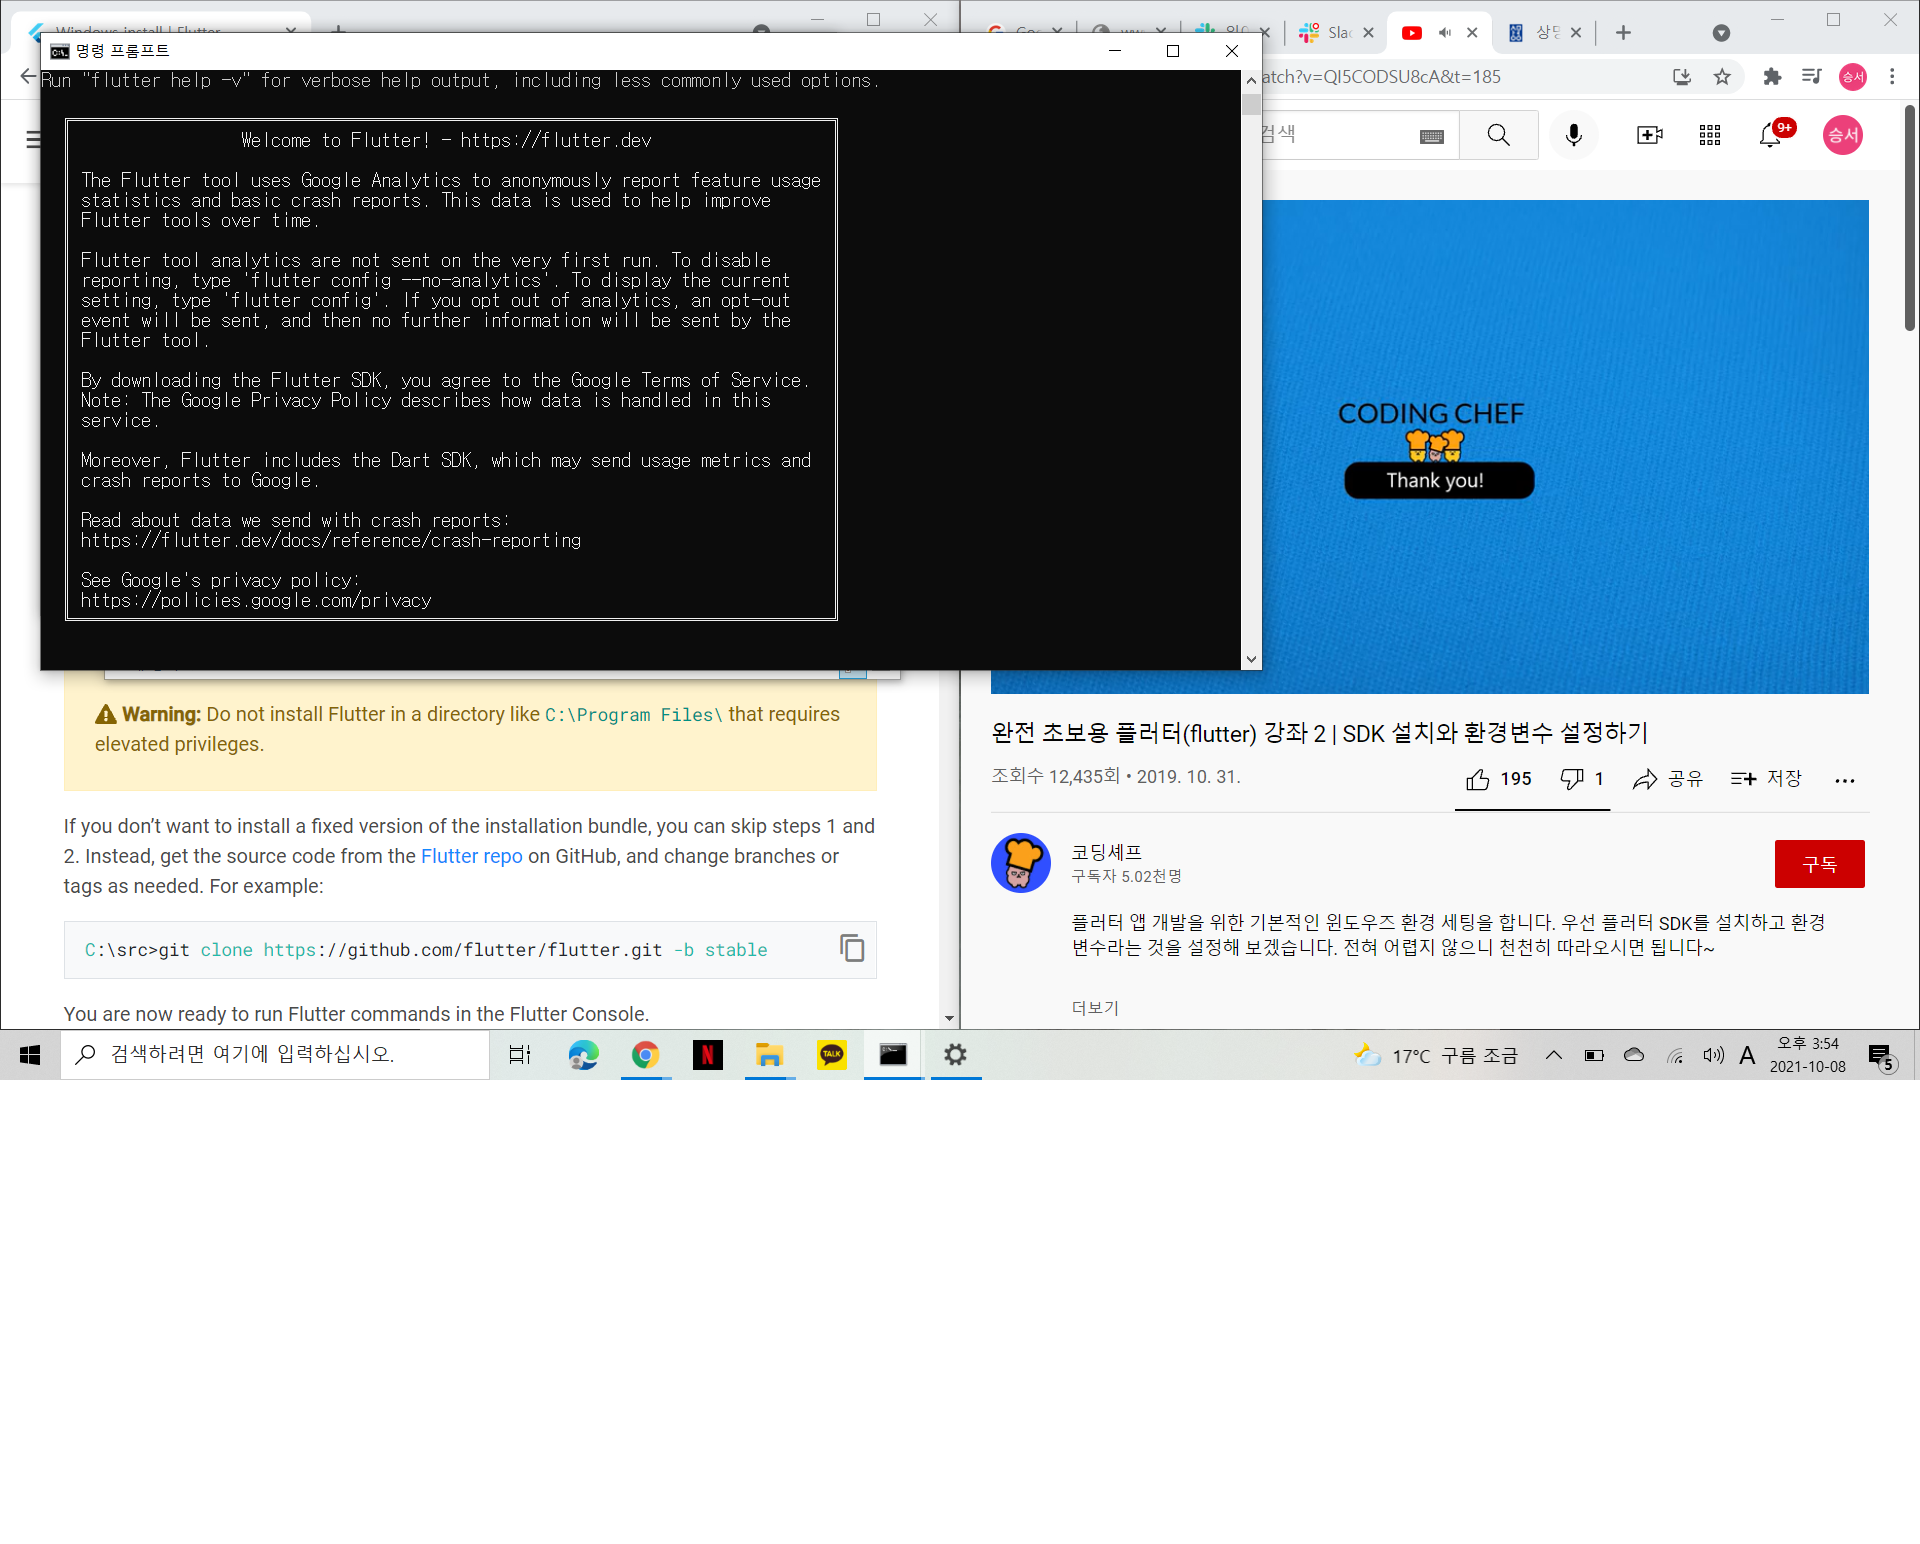 Windows install | Flutter
명령 프롬프트
Run "flutter help -v" for verbose help output, including less commonly used options.
Welcome to Flutter! - https://flutter.dev
The Flutter tool uses Google Analytics to anonymously report feature usage
statistics and basic crash reports. This data is used to help improve
Flutter tools over time.
Flutter tool analytics are not sent on the very first run. To disable
reporting, type 'flutter config --no-analytics'. To display the current
setting, type 'flutter config'. If you opt out of analytics, an opt-out
event will be sent, and then no further information will be sent by the
Flutter tool.
By downloading the Flutter SDK, you agree to the Google Terms of Service.
Note: The Google Privacy Policy describes how data is handled in this
service.
Moreover, Flutter includes the Dart SDK, which may send usage metrics and
crash reports to Google.
Read about data we send with crash reports:
https://flutter.dev/docs/reference/crash-reporting
See Google's privacy policy:
https://policies.google.com/privacy
Warning: Do not install Flutter in a directory like C:\Program Files\ that requires
elevated privileges.
If you don’t want to install a fixed version of the installation bundle, you can skip steps 1 and
2. Instead, get the source code from the Flutter repo on GitHub, and change branches or
tags as needed. For example:
C:\src>git clone https://github.com/flutter/flutter.git -b stable
You are now ready to run Flutter commands in the Flutter Console.
Slac
상명
atch?v=QI5CODSU8cA&t=185
승서
검색
9+
승서
CODING CHEF
Thank you!
완전 초보용 플러터(flutter) 강좌 2 | SDK 설치와 환경변수 설정하기
조회수 12,435회 • 2019. 10. 31.
195
1
공유
저장
코딩셰프
구독자 5.02천명
구독
플러터 앱 개발을 위한 기본적인 윈도우즈 환경 세팅을 합니다. 우선 플러터 SDK를 설치하고 환경
변수라는 것을 설정해 보겠습니다. 전혀 어렵지 않으니 천천히 따라오시면 됩니다~
더보기
검색하려면 여기에 입력하십시오.
N
TALK
17°C 구름 조금
A
오후 3:54
2021-10-08
5